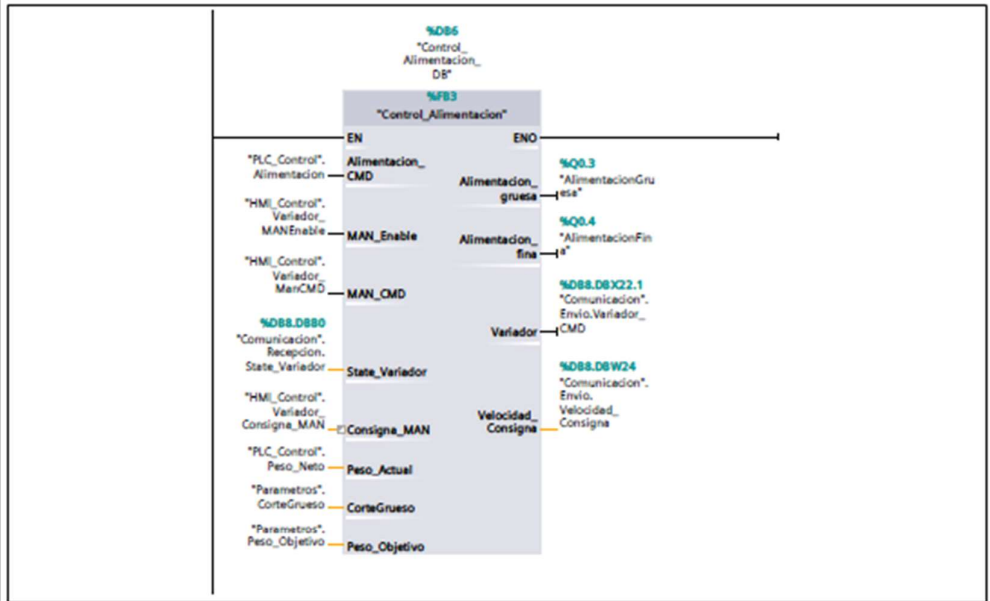 %DB6
"Control_
Alimentacion_
DB"
%FB3
"Control_Alimentacion"
EN
ENO
"PLC_Control".
Alimentacion
Alimentacion_
CMD
"HMI_Control".
Variador_
MANEnable
MAN_Enable
"HMI_Control".
Variador_
ManCMD
MAN_CMD
%DB8.DBB0
"Comunicacion".
Recepcion.
State_Variador
State_Variador
"HMI_Control".
Variador_
Consigna_MAN
Consigna_MAN
"PLC_Control".
Peso_Neto
Peso_Actual
"Parametros".
CorteGrueso
CorteGrueso
"Parametros".
Peso_Objetivo
Peso_Objetivo
Alimentacion_
gruesa
%Q0.3
"AlimentacionGru
esa"
Alimentacion_
fina
%Q0.4
"AlimentacionFin
a"
Variador
%DB8.DBX22.1
"Comunicacion".
Envio.Variador_
CMD
Velocidad_
Consigna
%DB8.DBW24
"Comunicacion".
Envio.
Velocidad_
Consigna